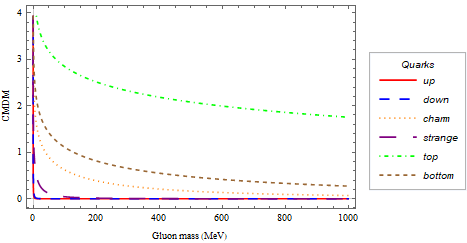 4
3
2
1
0
CMDM
0
200
400
600
800
1000
Gluon mass (MeV)
Quarks
up
down
charm
strange
top
bottom